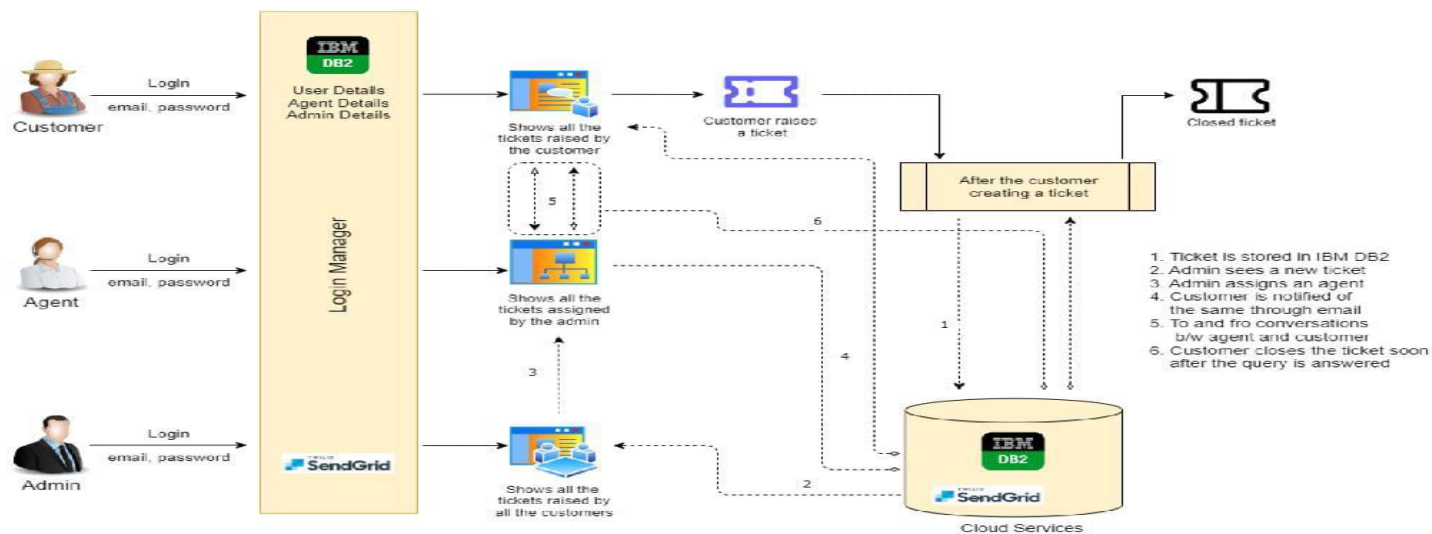 IBM
DB2
User Details
Agent Details
Admin Details
Login Manager
TWILIO
SendGrid
Login
email, password
Customer
Login
email, password
Agent
Login
email, password
Admin
Shows all the
tickets raised by
the customer
5
Shows all the
tickets assigned
by the admin
3
Shows all the
tickets raised by
all the customers
Customer raises
a ticket
Closed ticket
After the customer
creating a ticket
6
1
4
2
1. Ticket is stored in IBM DB2
2. Admin sees a new ticket
3. Admin assigns an agent
4. Customer is notified of
the same through email
5. To and fro conversations
b/w agent and customer
6. Customer closes the ticket soon
after the query is answered
IBM
DB2
TWILIO
SendGrid
Cloud Services